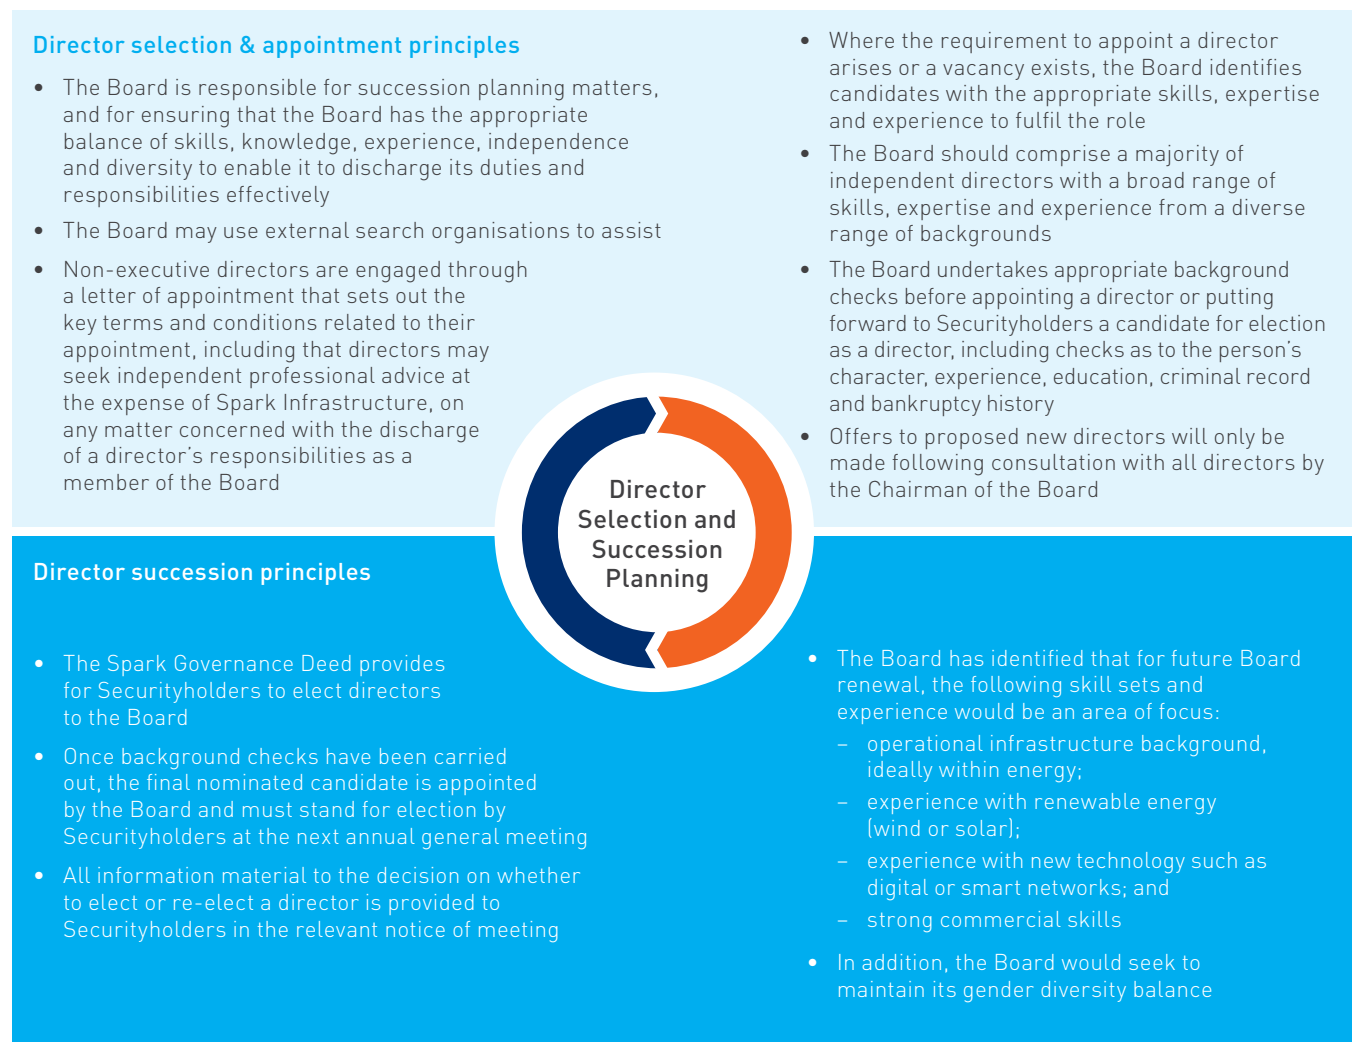 Director selection & appointment principles
• The Board is responsible for succession planning matters,
and for ensuring that the Board has the appropriate
balance of skills, knowledge, experience, independence
and diversity to enable it to discharge its duties and
responsibilities effectively
• The Board may use external search organisations to assist
• Non-executive directors are engaged through
a letter of appointment that sets out the
key terms and conditions related to their
appointment, including that directors may
seek independent professional advice at
the expense of Spark Infrastructure, on
any matter concerned with the discharge
of a director’s responsibilities as a
member of the Board
• Where the requirement to appoint a director
arises or a vacancy exists, the Board identifies
candidates with the appropriate skills, expertise
and experience to fulfil the role
• The Board should comprise a majority of
independent directors with a broad range of
skills, expertise and experience from a diverse
range of backgrounds
• The Board undertakes appropriate background
checks before appointing a director or putting
forward to Securityholders a candidate for election
as a director, including checks as to the person’s
character, experience, education, criminal record
and bankruptcy history
• Offers to proposed new directors will only be
made following consultation with all directors by
the Chairman of the Board
Director
Selection and
Succession
Planning
Director succession principles
• The Spark Governance Deed provides
for Securityholders to elect directors
to the Board
• Once background checks have been carried
out, the final nominated candidate is appointed
by the Board and must stand for election by
Securityholders at the next annual general meeting
• All information material to the decision on whether
to elect or re-elect a director is provided to
Securityholders in the relevant notice of meeting
• The Board has identified that for future Board
renewal, the following skill sets and
experience would be an area of focus:
– operational infrastructure background,
ideally within energy;
– experience with renewable energy
(wind or solar);
– experience with new technology such as
digital or smart networks; and
– strong commercial skills
• In addition, the Board would seek to
maintain its gender diversity balance